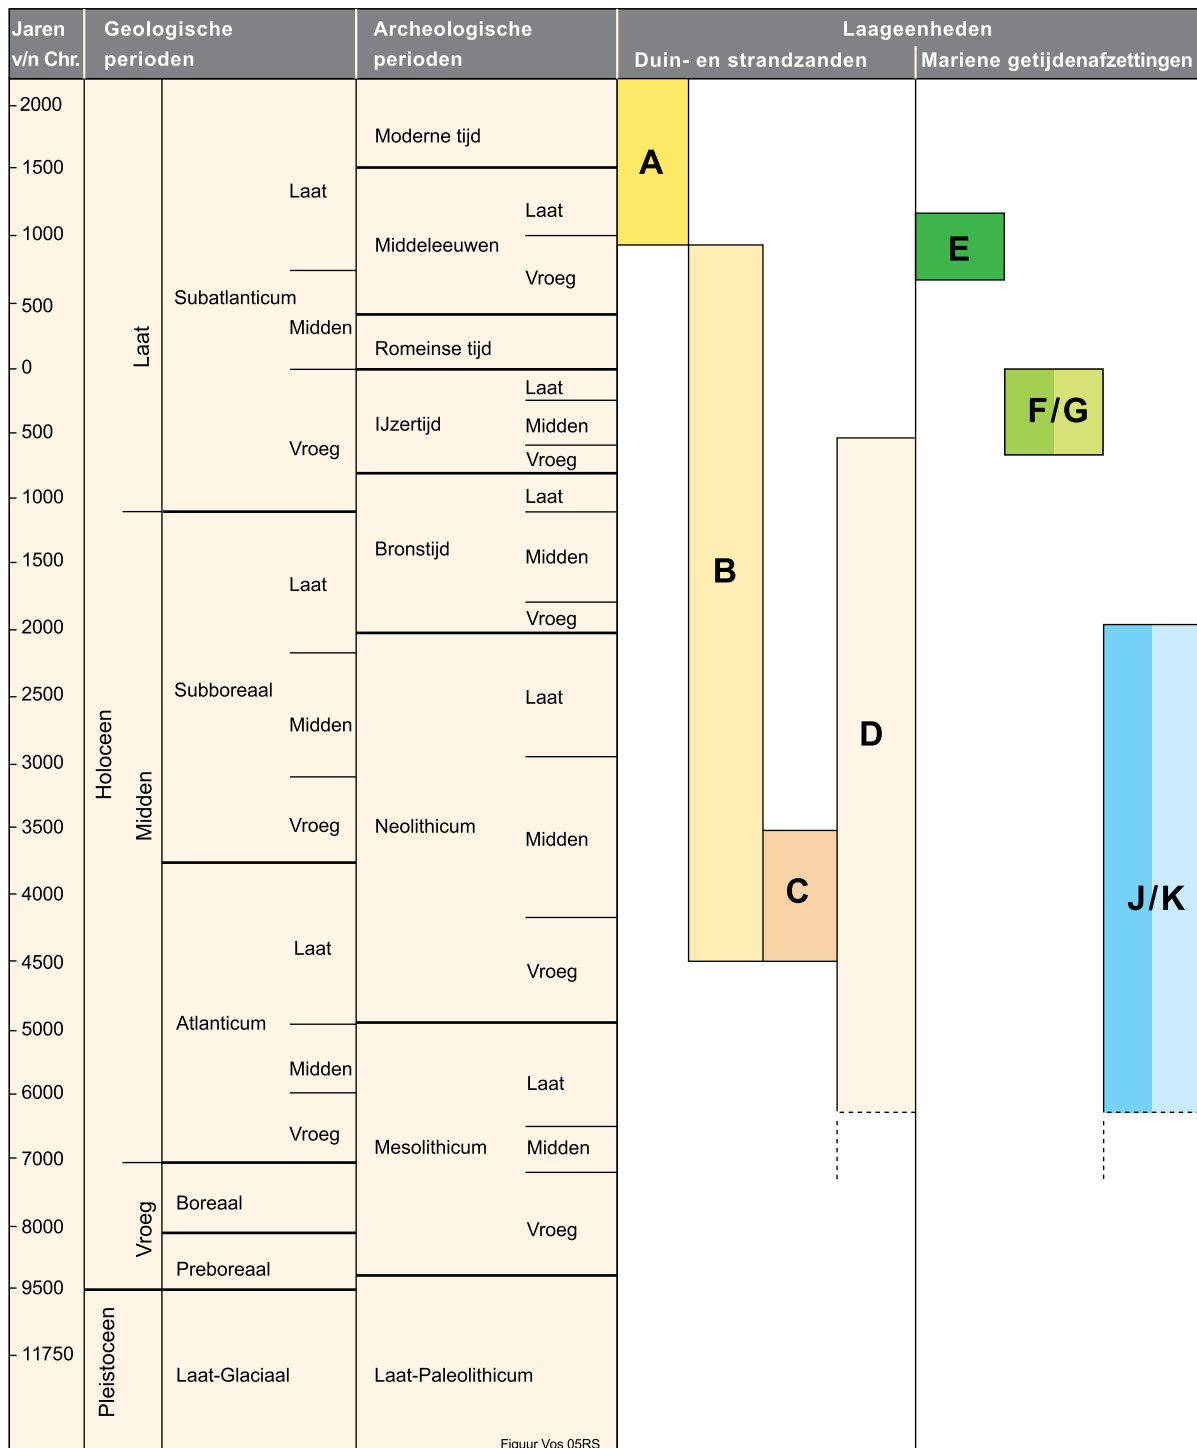 Jaren
v/n Chr.
Geologische
perioden
Archeologische
perioden
Laageenheden
Duin- en strandzanden
Mariene getijdenafzettingen
2000
1500
1000
500
0
500
1000
1500
2000
2500
3000
3500
4000
4500
5000
6000
7000
8000
9500
11750
Holoceen
Pleistoceen
Laat
Midden
Vroeg
Subatlanticum
Laat
Midden
Vroeg
Subboreaal
Laat
Midden
Vroeg
Atlanticum
Laat
Midden
Vroeg
Boreaal
Preboreaal
Laat-Glaciaal
Moderne tijd
Middeleeuwen
Laat
Vroeg
Romeinse tijd
IJzertijd
Laat
Midden
Vroeg
Bronstijd
Laat
Midden
Vroeg
Neolithicum
Laat
Midden
Vroeg
Mesolithicum
Laat
Midden
Vroeg
Laat-Paleolithicum
Figuur Vos 05RS
A
B
C
D
E
F/G
J/K